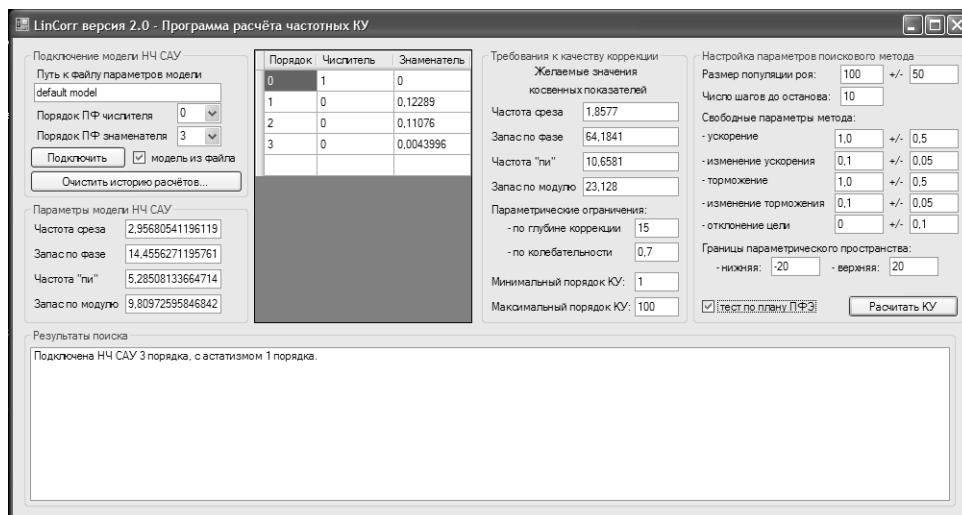 LinCorr версия 2.0 - Программа расчёта частотных КУ
Подключение модели НЧ САУ
Путь к файлу параметров модели
default model
Порядок ПФ числителя 0
Порядок ПФ знаменателя 3
Подключить модель из файла
Очистить историю расчётов...
Параметры модели НЧ САУ
Частота среза 2,95680541196119
Запас по фазе 14,4556271195761
Частота "пи" 5,28508133664714
Запас по модулю 9,80972595846842
Порядок Числитель Знаменатель
0 1 0
1 0 0,12289
2 0 0,11076
3 0 0,0043996
Требования к качеству коррекции
Желаемые значения
косвенных показателей
Частота среза 1,8577
Запас по фазе 64,1841
Частота "пи" 10,6581
Запас по модулю 23,128
Параметрические ограничения:
- по глубине коррекции 15
- по колебательности 0,7
Минимальный порядок КУ: 1
Максимальный порядок КУ: 100
Настройка параметров поискового метода
Размер популяции роя: 100 +/- 50
Число шагов до останова: 10
Свободные параметры метода:
- ускорение 1,0 +/- 0,5
- изменение ускорения 0,1 +/- 0,05
- торможение 1,0 +/- 0,5
- изменение торможения 0,1 +/- 0,05
- отклонение цели 0 +/- 0,1
Границы параметрического пространства:
- нижняя: -20 - верхняя: 20
тест по плану ПФЭ Расчитать КУ
Результаты поиска
Подключена НЧ САУ 3 порядка, с астатизмом 1 порядка.